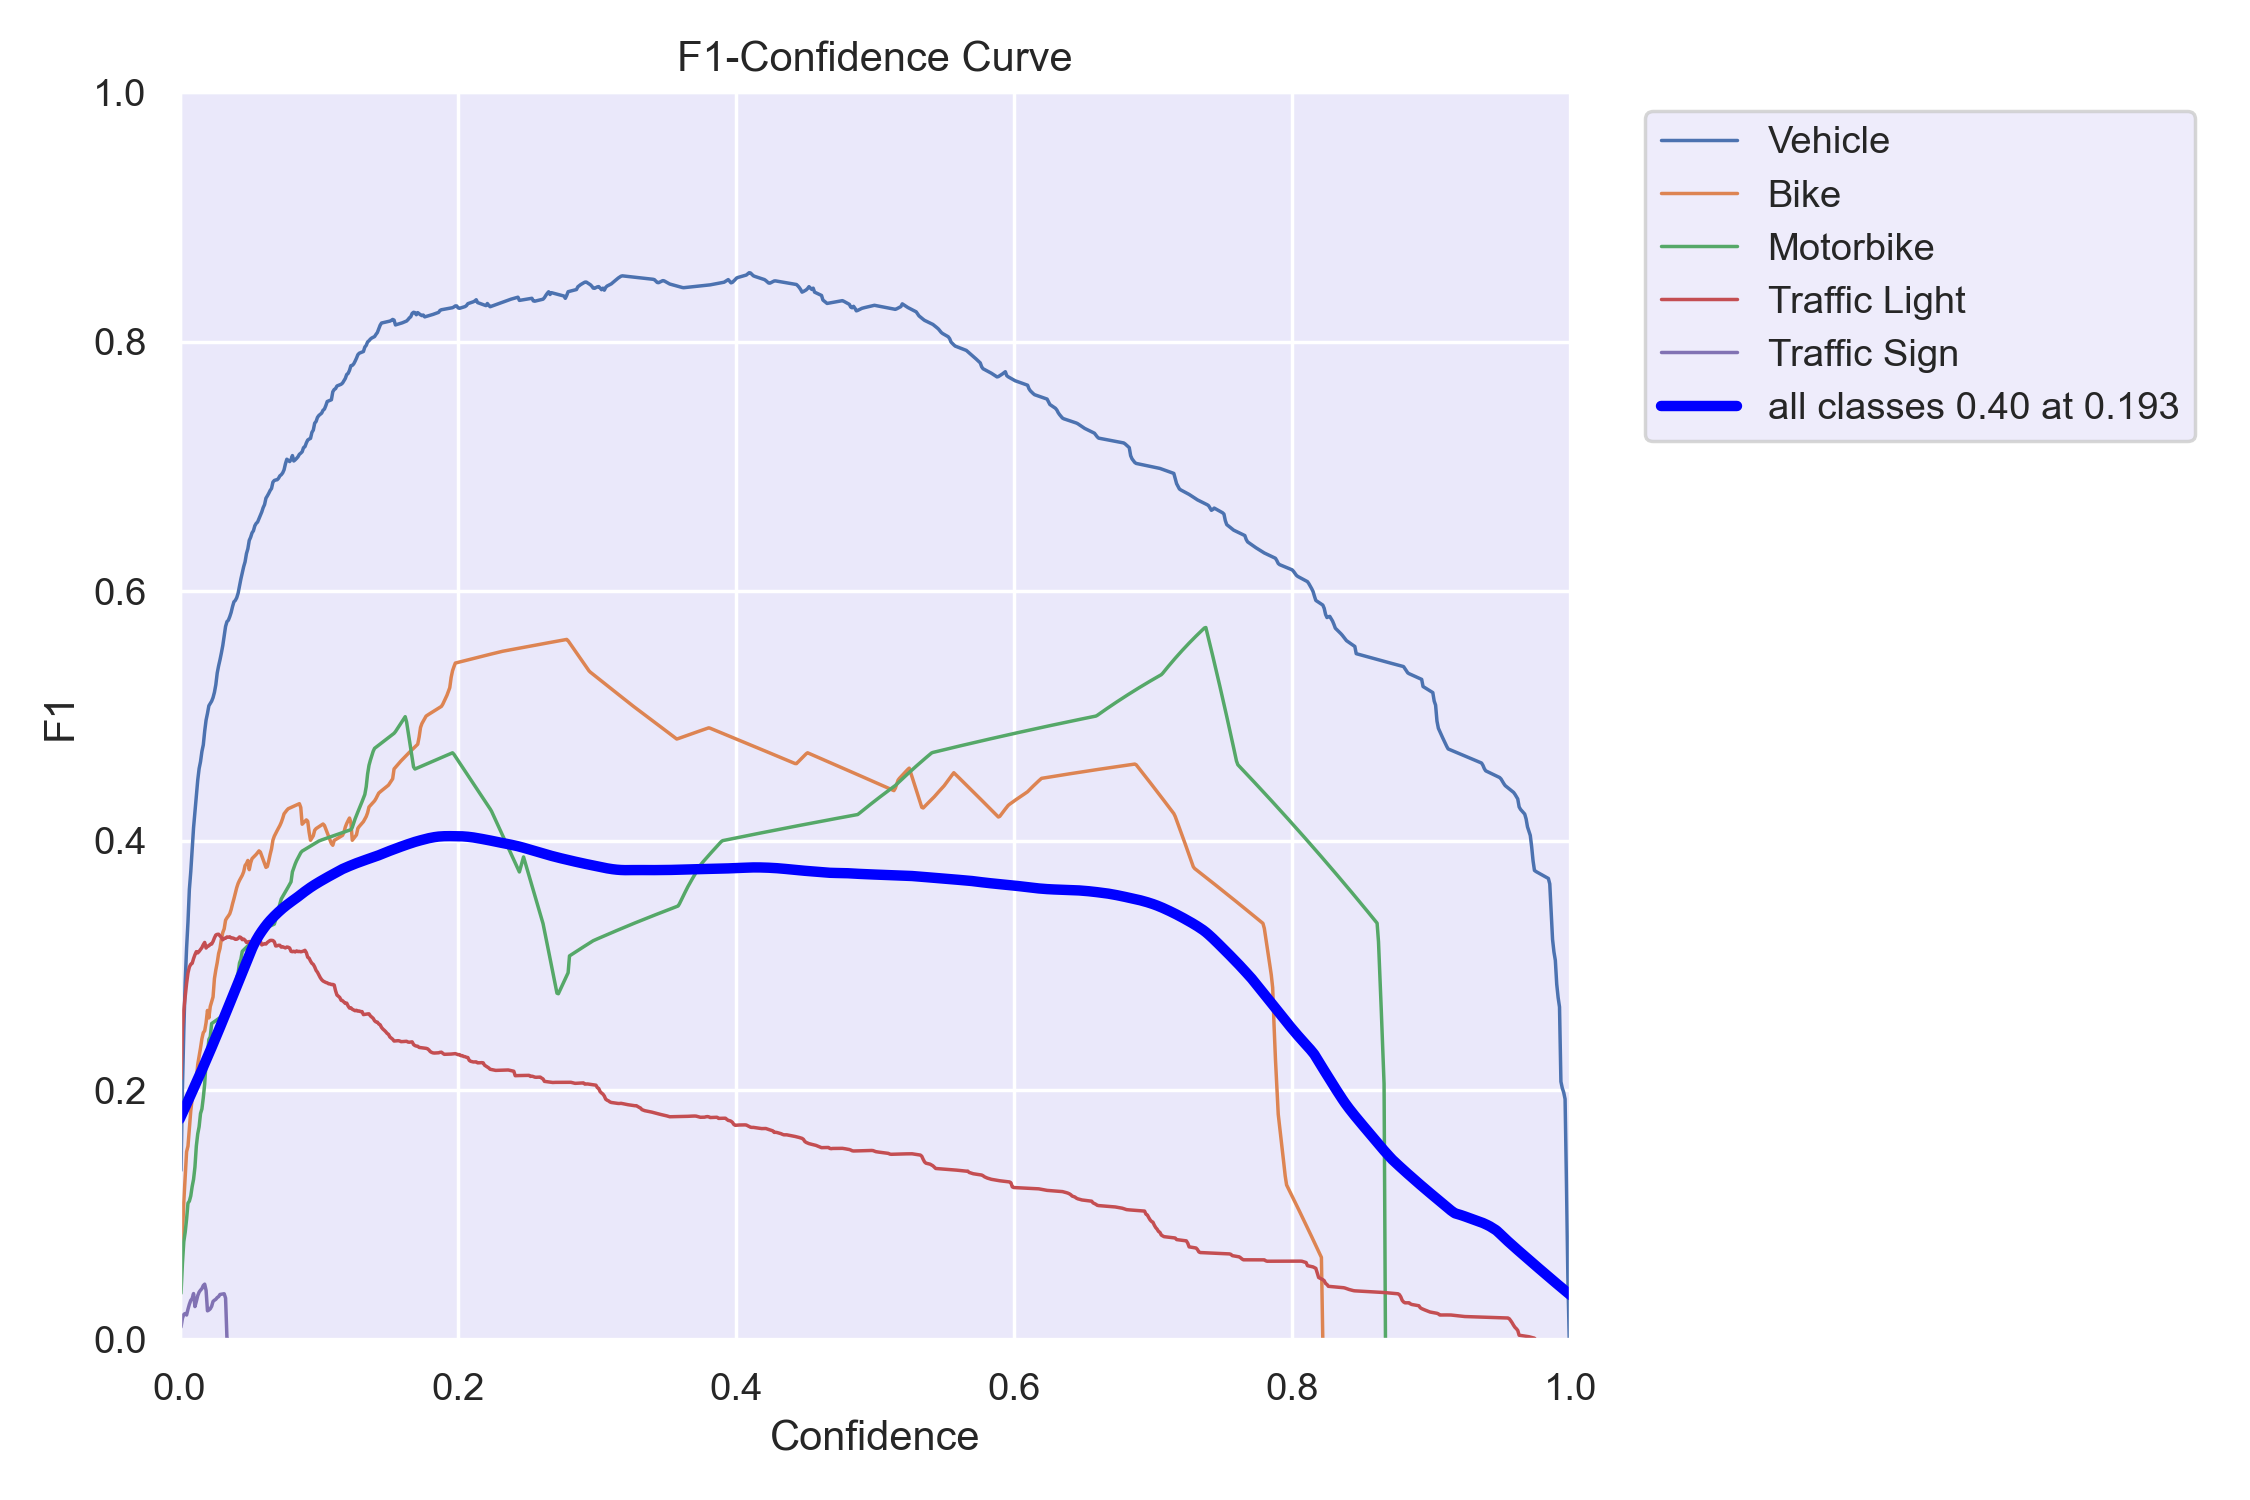 F1-Confidence Curve
1.0
0.8
0.6
0.4
0.2
0.0
F1
0.0 0.2 0.4 0.6 0.8 1.0
Confidence
Vehicle
Bike
Motorbike
Traffic Light
Traffic Sign
all classes 0.40 at 0.193